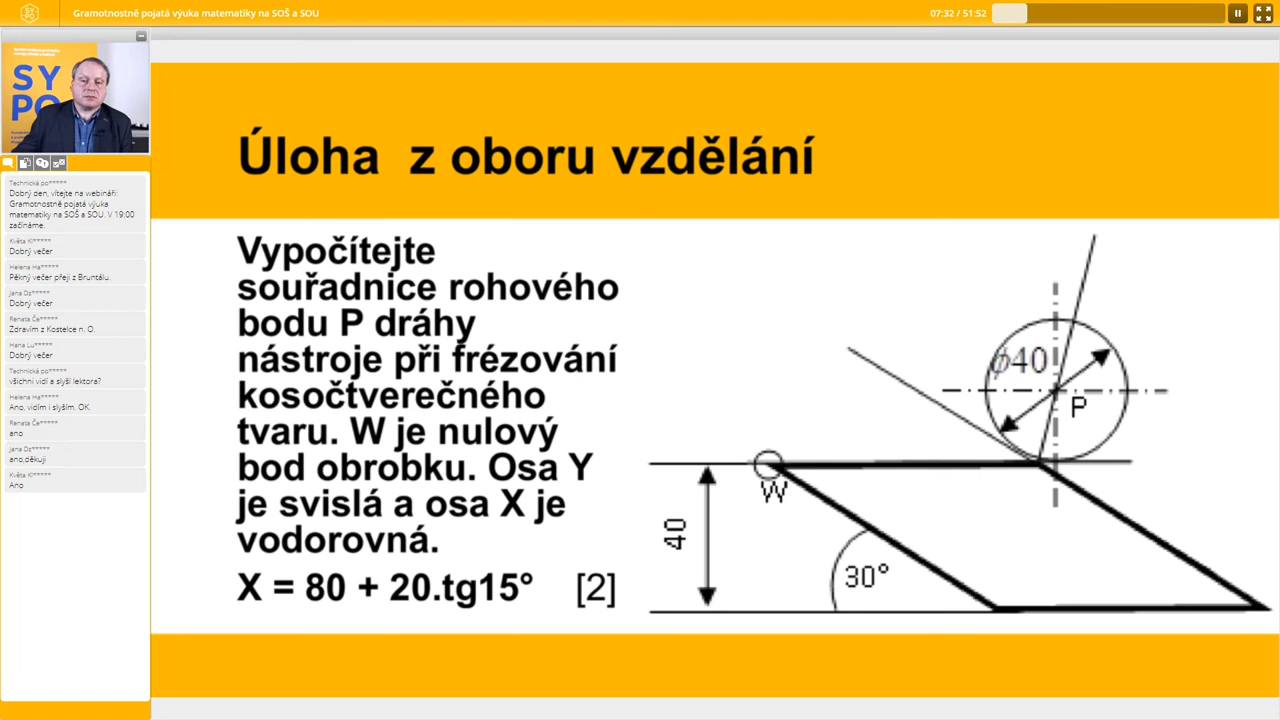 Gramotnostně pojatá výuka matematiky na SOŠ a SOU
07:32 / 51:52
SY
PO
Technická po*****
Dobrý den, vítejte na webináři:
Gramotnostně pojatá výuka
matematiky na SOŠ a SOU. V 19:00
začínáme.
Květa Kl*****
Dobrý večer
Helena Ha*****
Pěkný večer přeji z Bruntálu.
Jana Dz*****
Dobrý večer
Renata Če*****
Zdravím z Kostelce n. O.
Hana Lu*****
Dobrý večer
Technická po*****
všichni vidí a slyší lektora?
Helena Ha*****
Ano, vidím i slyším. OK.
Renata Če*****
ano
Jana Dz*****
ano,děkuji
Květa Kl*****
Ano
Úloha z oboru vzdělání
Vypočítejte
souřadnice rohového
bodu P dráhy
nástroje při frézování
kosočtverečného
tvaru. W je nulový
bod obrobku. Osa Y
je svislá a osa X je
vodorovná.
X = 80 + 20.tg15° [2]
ϕ40
P
W
40
30°